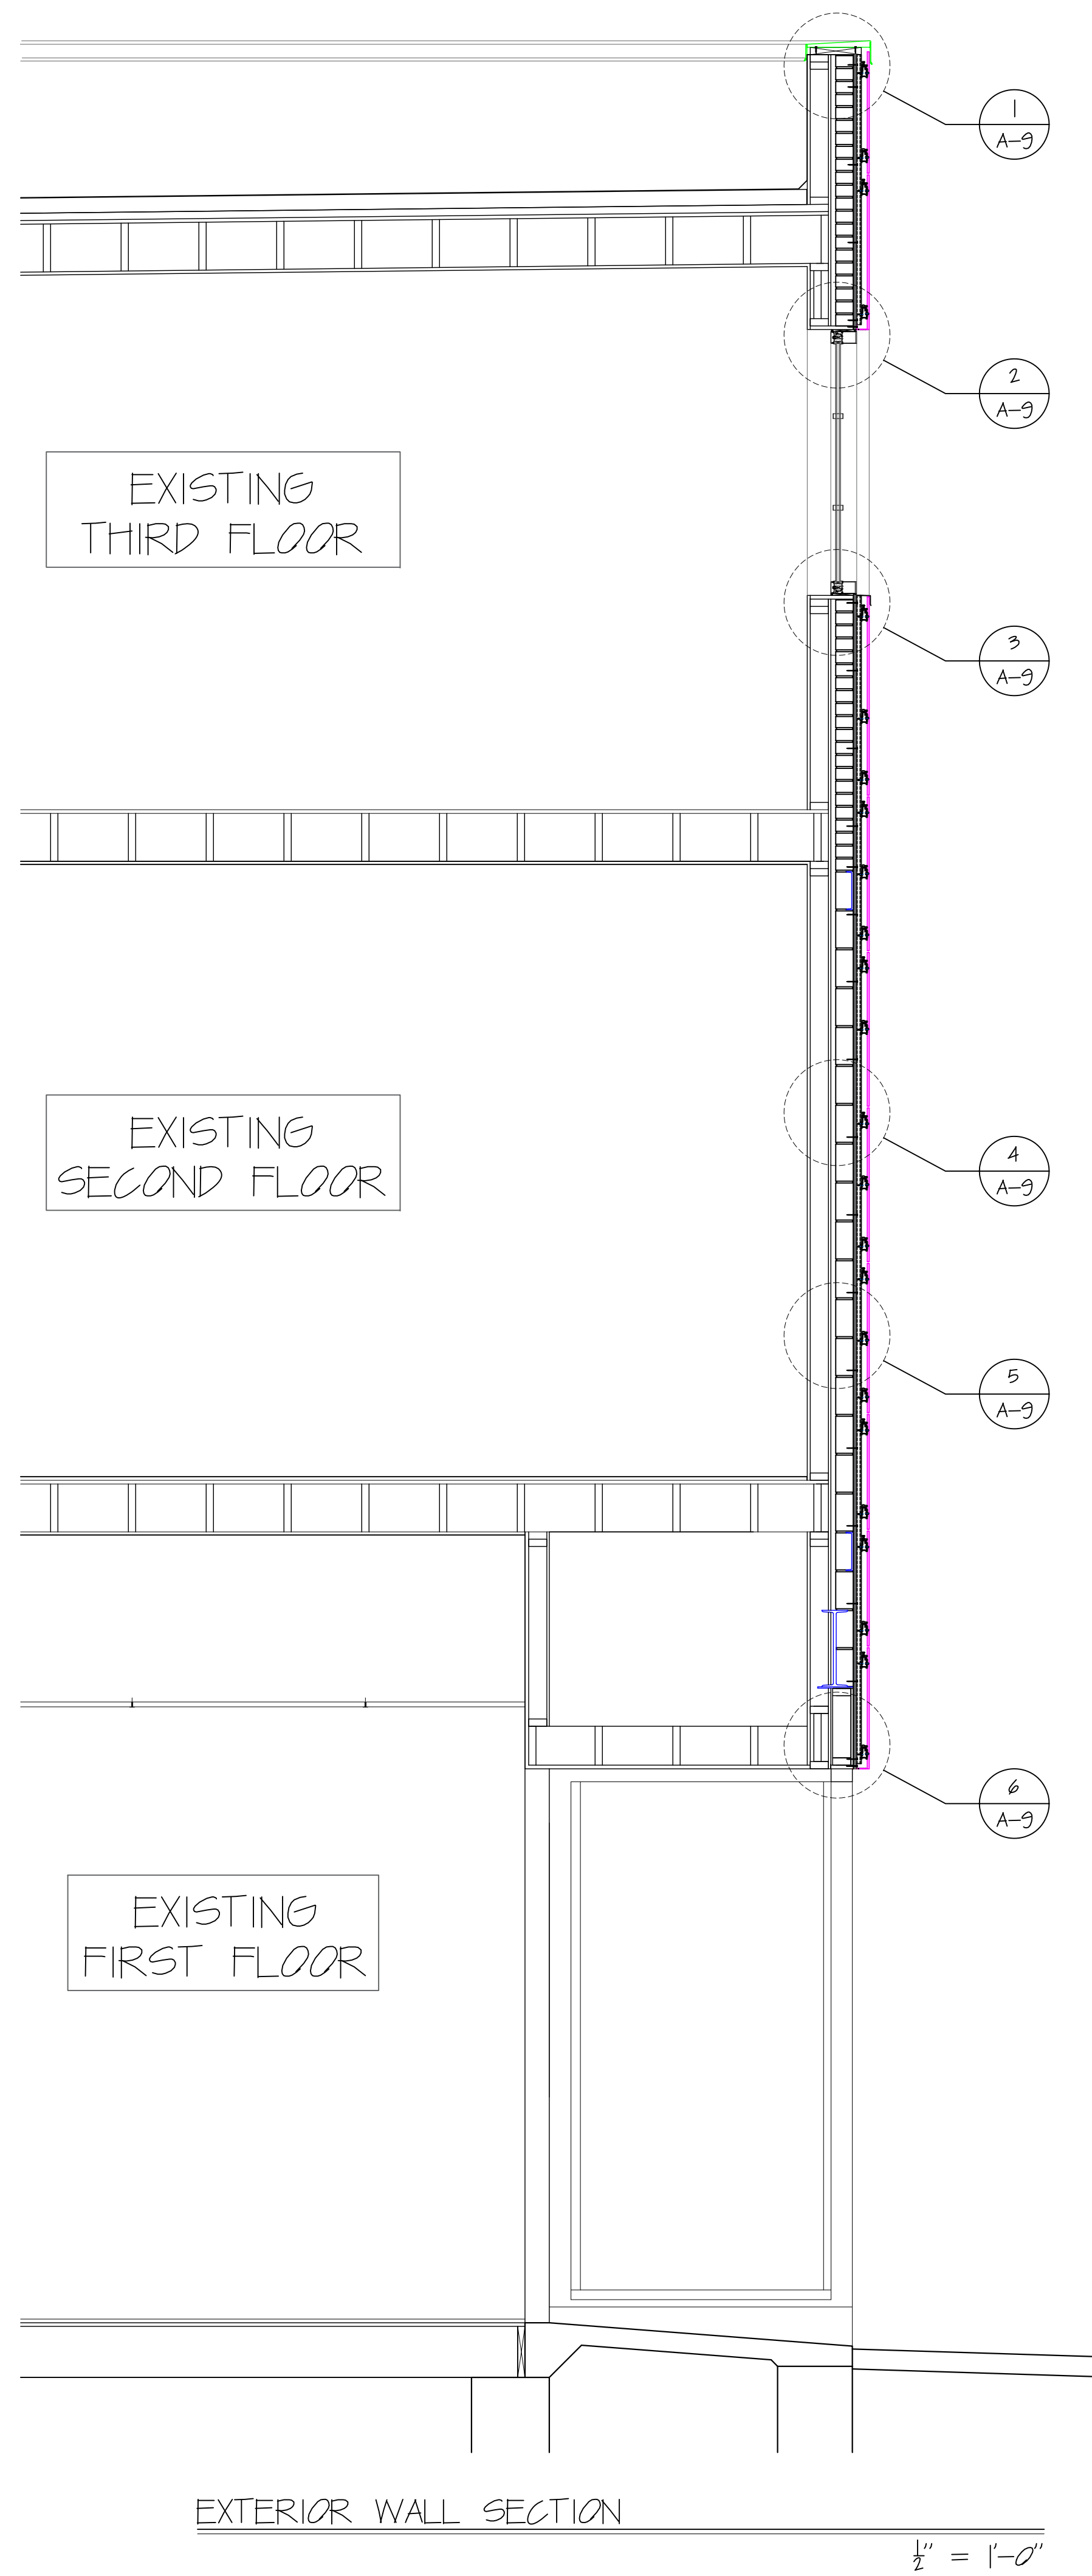 1
A-9
2
A-9
EXISTING
THIRD FLOOR
3
A-9
EXISTING
SECOND FLOOR
4
A-9
5
A-9
6
A-9
EXISTING
FIRST FLOOR
EXTERIOR WALL SECTION
1/2" = 1'-0"